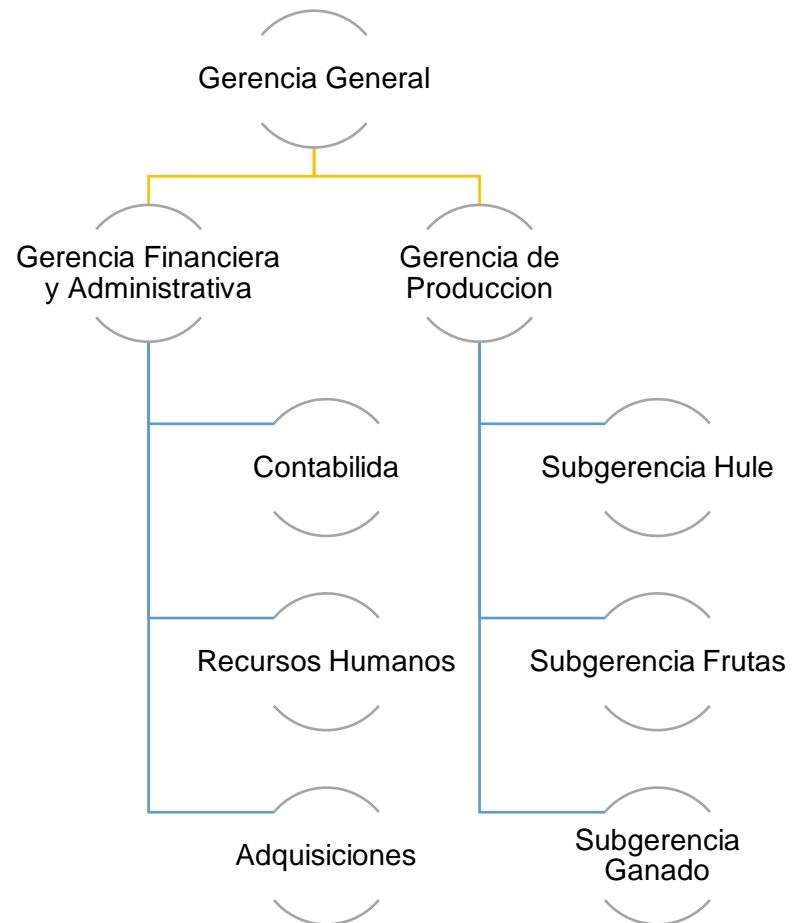 Gerencia General
Gerencia Financiera
y Administrativa
Gerencia de
Produccion
Contabilida
Subgerencia Hule
Recursos Humanos
Subgerencia Frutas
Adquisiciones
Subgerencia
Ganado